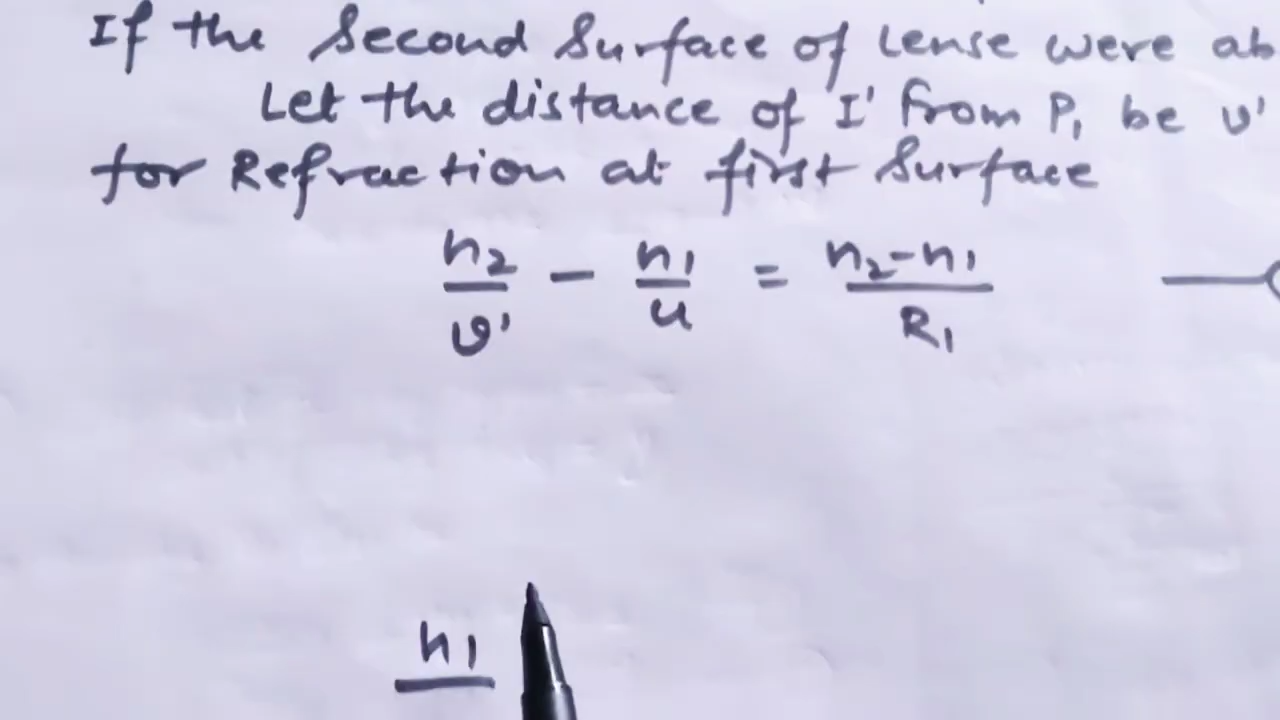 If the Second Surface of lense were ab
Let the distance of I' from P₁ be v'
for Refraction at first Surface
n₂/v' - n₁/u = (n₂-n₁)/R₁
n₁